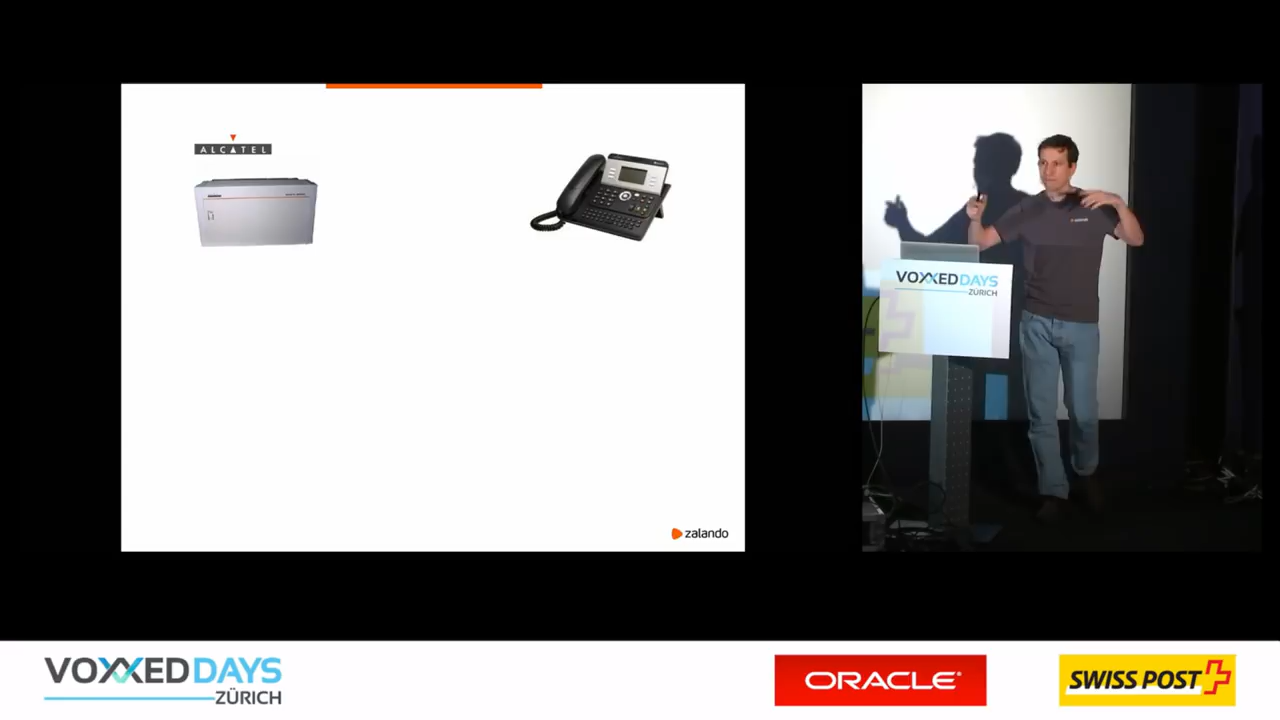 ALCATEL
zalando
VOXXED DAYS
ZÜRICH
VOXXED DAYS
ZÜRICH
ORACLE
SWISS POST